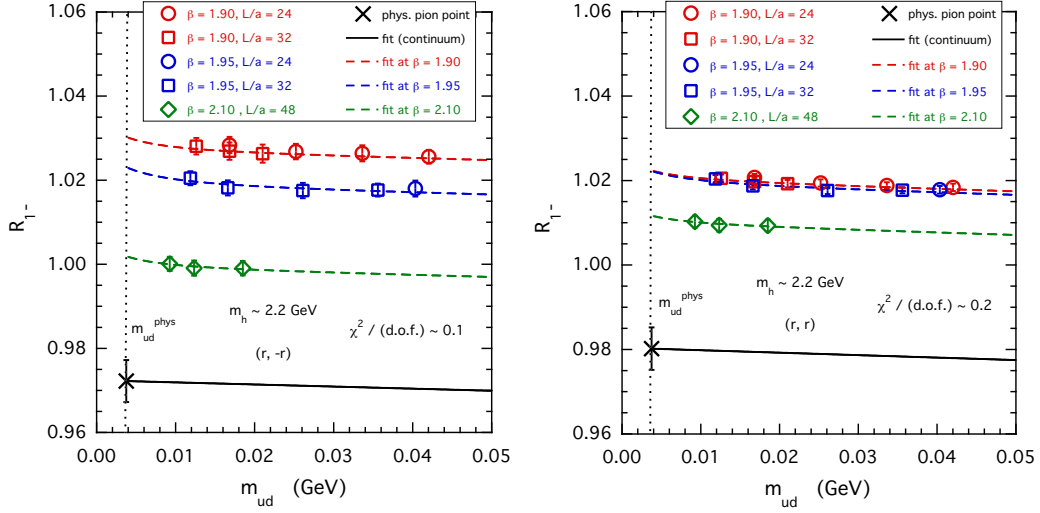 β = 1.90, L/a = 24
β = 1.90, L/a = 32
β = 1.95, L/a = 24
β = 1.95, L/a = 32
β = 2.10 , L/a = 48
phys. pion point
fit (continuum)
fit at β = 1.90
fit at β = 1.95
fit at β = 2.10
1.06
1.04
1.02
1.00
0.98
0.96
R1-
m_ud^phys
m_h ~ 2.2 GeV
χ² / (d.o.f.) ~ 0.1
(r, -r)
0.00 0.01 0.02 0.03 0.04 0.05
m_ud (GeV)
β = 1.90, L/a = 24
β = 1.90, L/a = 32
β = 1.95, L/a = 24
β = 1.95, L/a = 32
β = 2.10 , L/a = 48
phys. pion point
fit (continuum)
fit at β = 1.90
fit at β = 1.95
fit at β = 2.10
1.06
1.04
1.02
1.00
0.98
0.96
R1-
m_ud^phys
m_h ~ 2.2 GeV
χ² / (d.o.f.) ~ 0.2
(r, r)
0.00 0.01 0.02 0.03 0.04 0.05
m_ud (GeV)